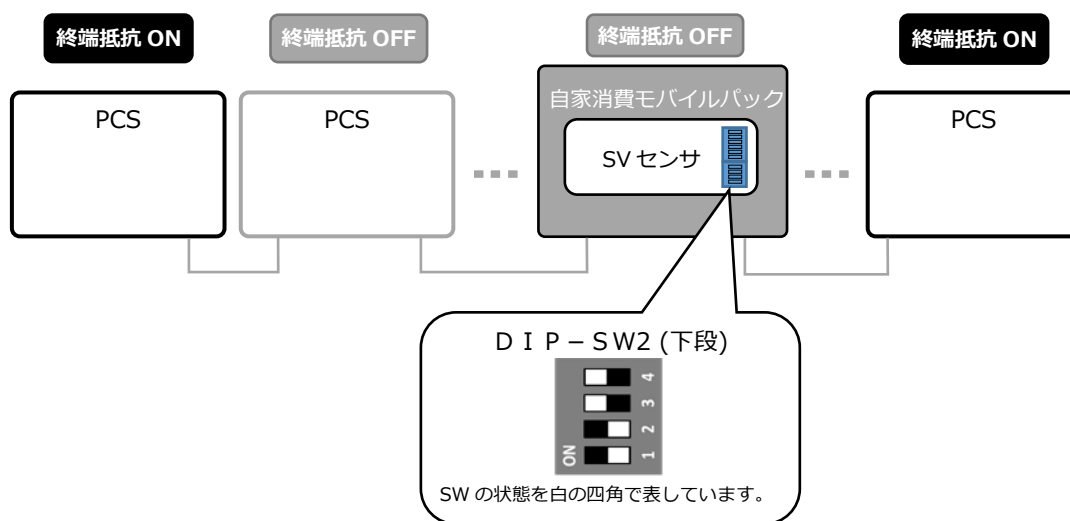 終端抵抗 ON
終端抵抗 OFF
終端抵抗 OFF
終端抵抗 ON
PCS
PCS
自家消費モバイルパック
SV センサ
PCS
ＤＩＰ－ＳＷ2 (下段)
4
3
2
1
ON
SW の状態を白の四角で表しています。